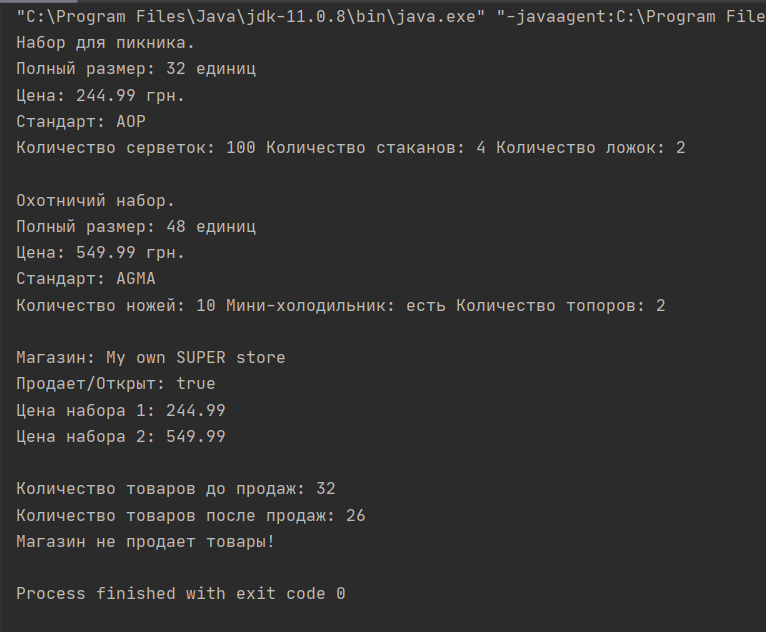 "C:\Program Files\Java\jdk-11.0.8\bin\java.exe" "-javaagent:C:\Program File
Набор для пикника.
Полный размер: 32 единиц
Цена: 244.99 грн.
Стандарт: AOP
Количество серветок: 100 Количество стаканов: 4 Количество ложок: 2
Охотничий набор.
Полный размер: 48 единиц
Цена: 549.99 грн.
Стандарт: AGMA
Количество ножей: 10 Мини-холодильник: есть Количество топоров: 2
Магазин: My own SUPER store
Продает/Открыт: true
Цена набора 1: 244.99
Цена набора 2: 549.99
Количество товаров до продаж: 32
Количество товаров после продаж: 26
Магазин не продает товары!
Process finished with exit code 0